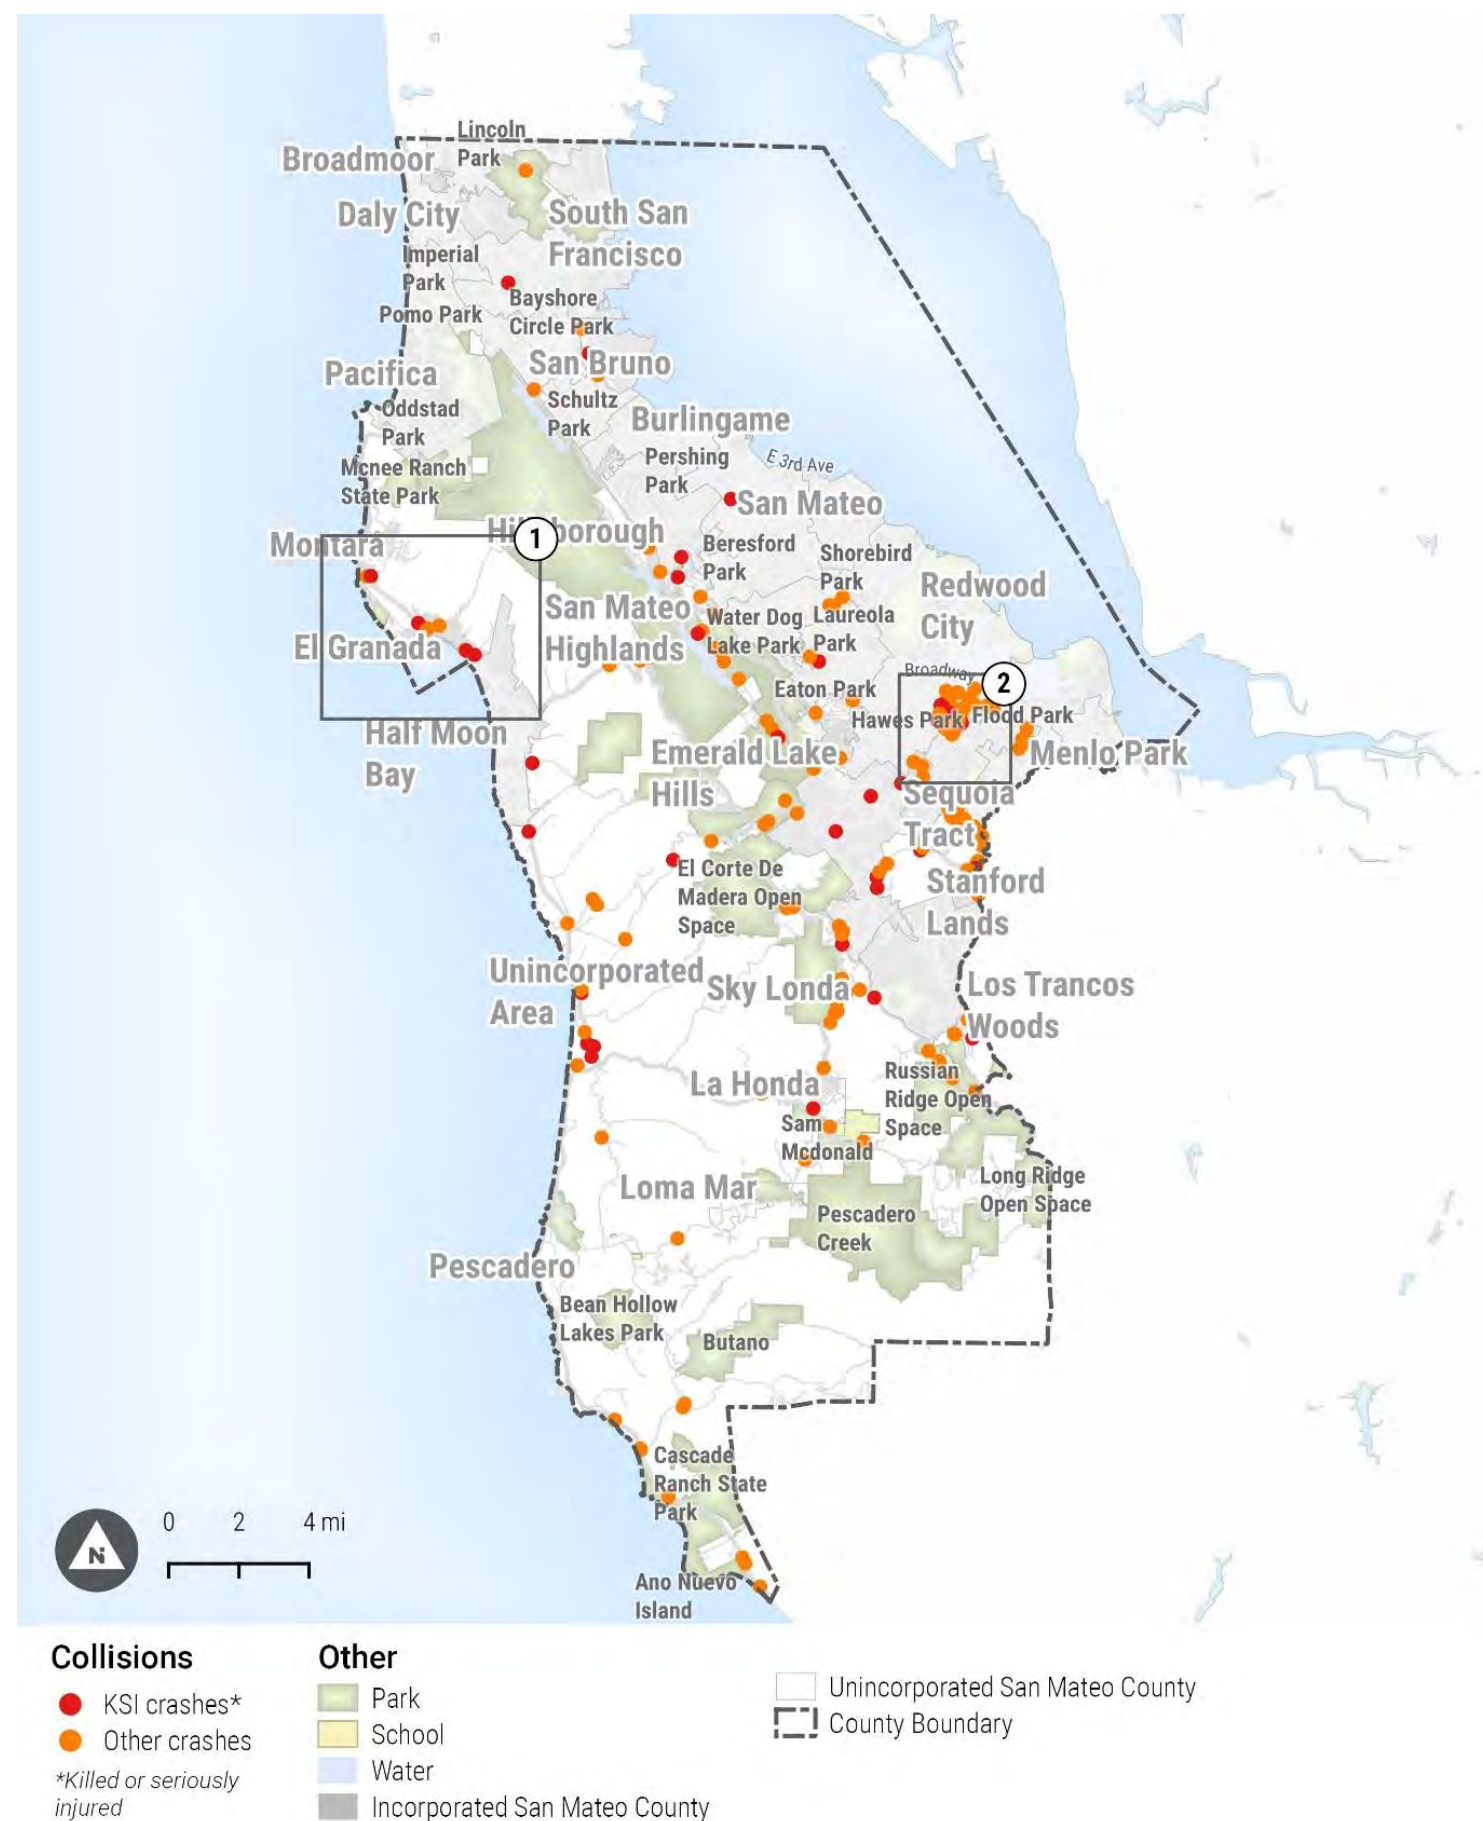 Lincoln
Park
Broadmoor
Daly City
South San
Francisco
Imperial
Park
Bayshore
Circle Park
Pomo Park
San Bruno
Pacifica
Schultz
Park
Oddstad
Park
Burlingame
Pershing
Park
E 3rd Ave
Mcnee Ranch
State Park
San Mateo
Hillsborough
1
Montara
Beresford
Park
Shorebird
Park
Redwood
City
San Mateo
Highlands
Water Dog
Lake Park
Laureola
Park
El Granada
Broadway
2
Eaton Park
Hawes Park
Flood Park
Half Moon
Bay
Emerald Lake
Hills
Menlo Park
Sequoia
Tract
El Corte De
Madera Open
Space
Stanford
Lands
Unincorporated
Area
Sky Londa
Los Trancos
Woods
La Honda
Russian
Ridge Open
Space
Sam
Mcdonald
Long Ridge
Open Space
Loma Mar
Pescadero
Creek
Pescadero
Bean Hollow
Lakes Park
Butano
Cascade
Ranch State
Park
Ano Nuevo
Island
N
0 2 4 mi
Collisions
KSI crashes*
Other crashes
*Killed or seriously
injured
Other
Park
School
Water
Incorporated San Mateo County
Unincorporated San Mateo County
County Boundary